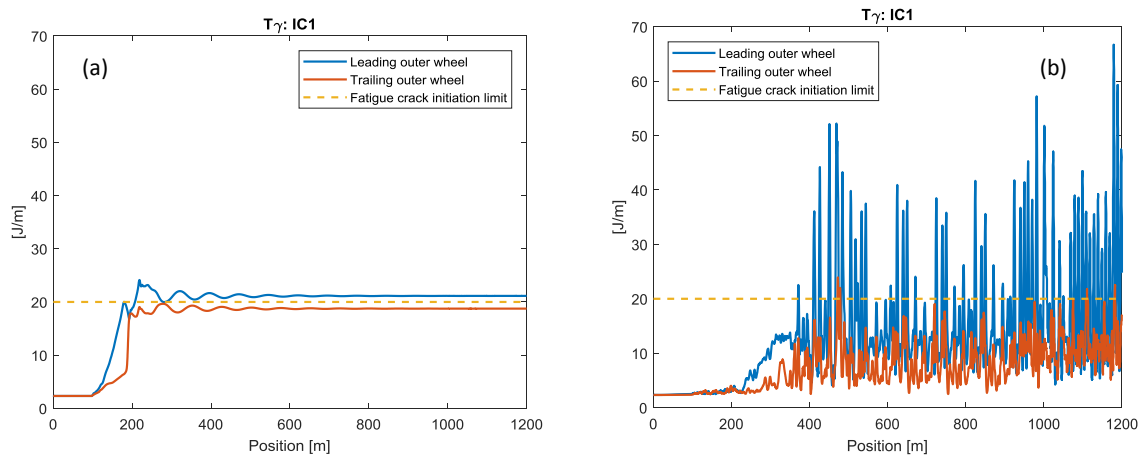 Tγ: IC1
(a)
Leading outer wheel
Trailing outer wheel
Fatigue crack initiation limit
70
60
50
40
30
20
10
0
[J/m]
0 200 400 600 800 1000 1200
Position [m]
Tγ: IC1
(b)
Leading outer wheel
Trailing outer wheel
Fatigue crack initiation limit
70
60
50
40
30
20
10
0
[J/m]
0 200 400 600 800 1000 1200
Position [m]